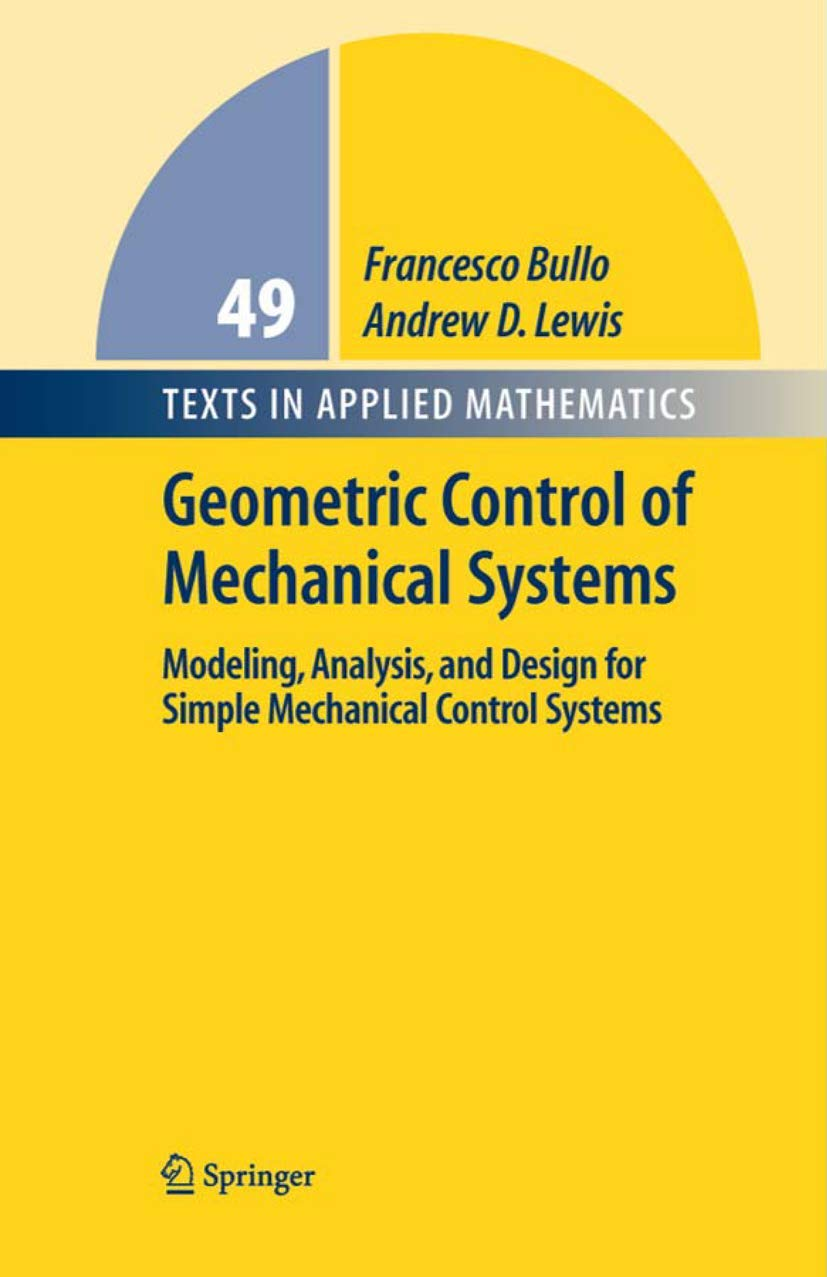 49
Francesco Bullo
Andrew D. Lewis
TEXTS IN APPLIED MATHEMATICS
Geometric Control of
Mechanical Systems
Modeling, Analysis, and Design for
Simple Mechanical Control Systems
Springer